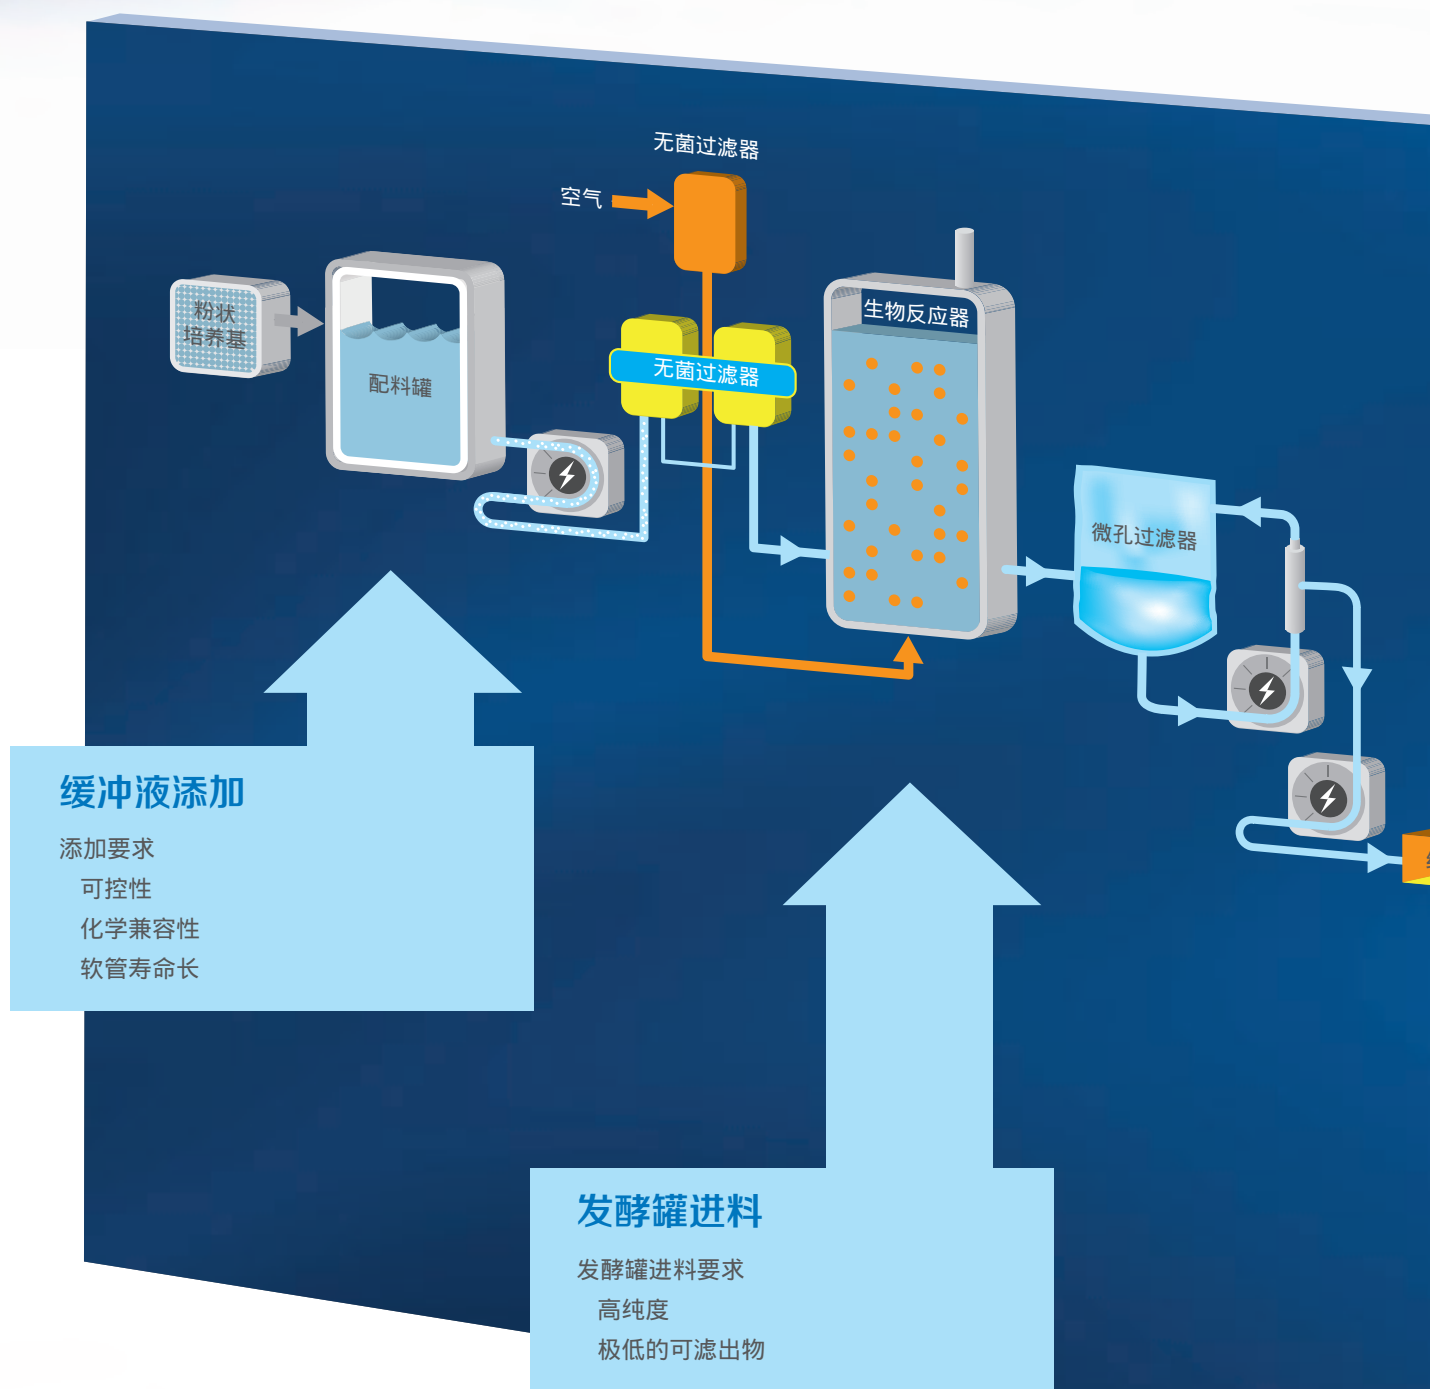 无菌过滤器
空气
粉状
培养基
配料罐
无菌过滤器
生物反应器
微孔过滤器
缓冲液添加
添加要求
可控性
化学兼容性
软管寿命长
发酵罐进料
发酵罐进料要求
高纯度
极低的可滤出物